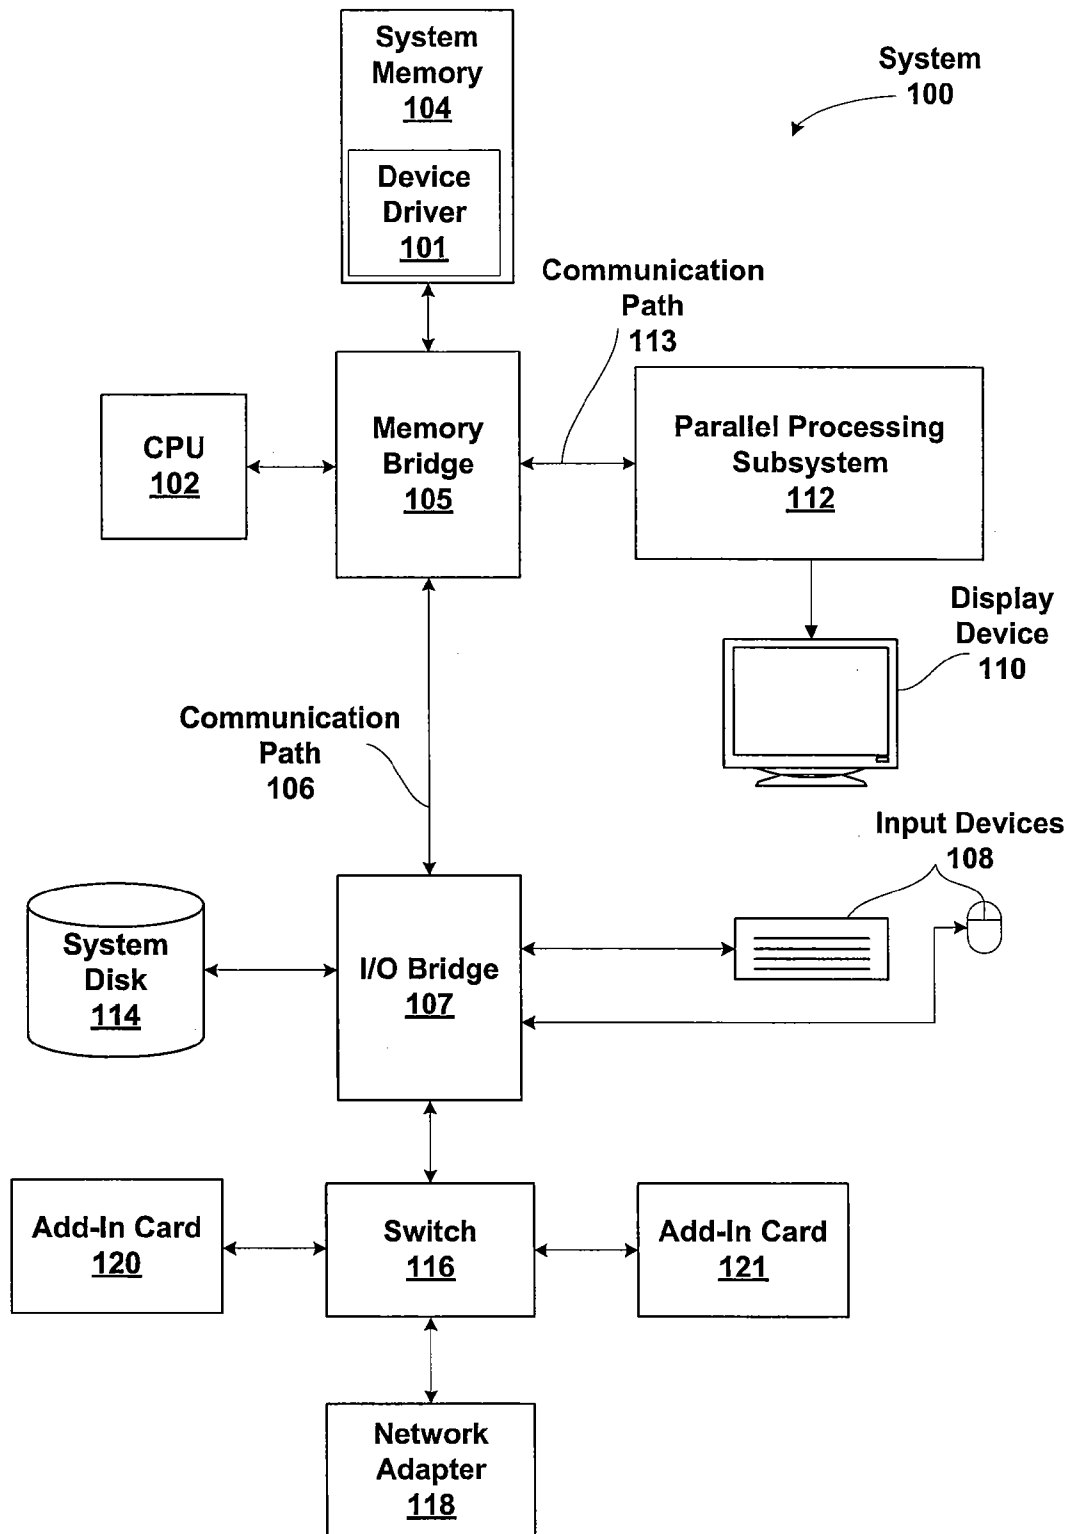 System
Memory
104
Device
Driver
101
System
100
Communication
Path
113
CPU
102
Memory
Bridge
105
Parallel Processing
Subsystem
112
Display
Device
110
Communication
Path
106
Input Devices
108
System
Disk
114
I/O Bridge
107
Add-In Card
120
Switch
116
Add-In Card
121
Network
Adapter
118